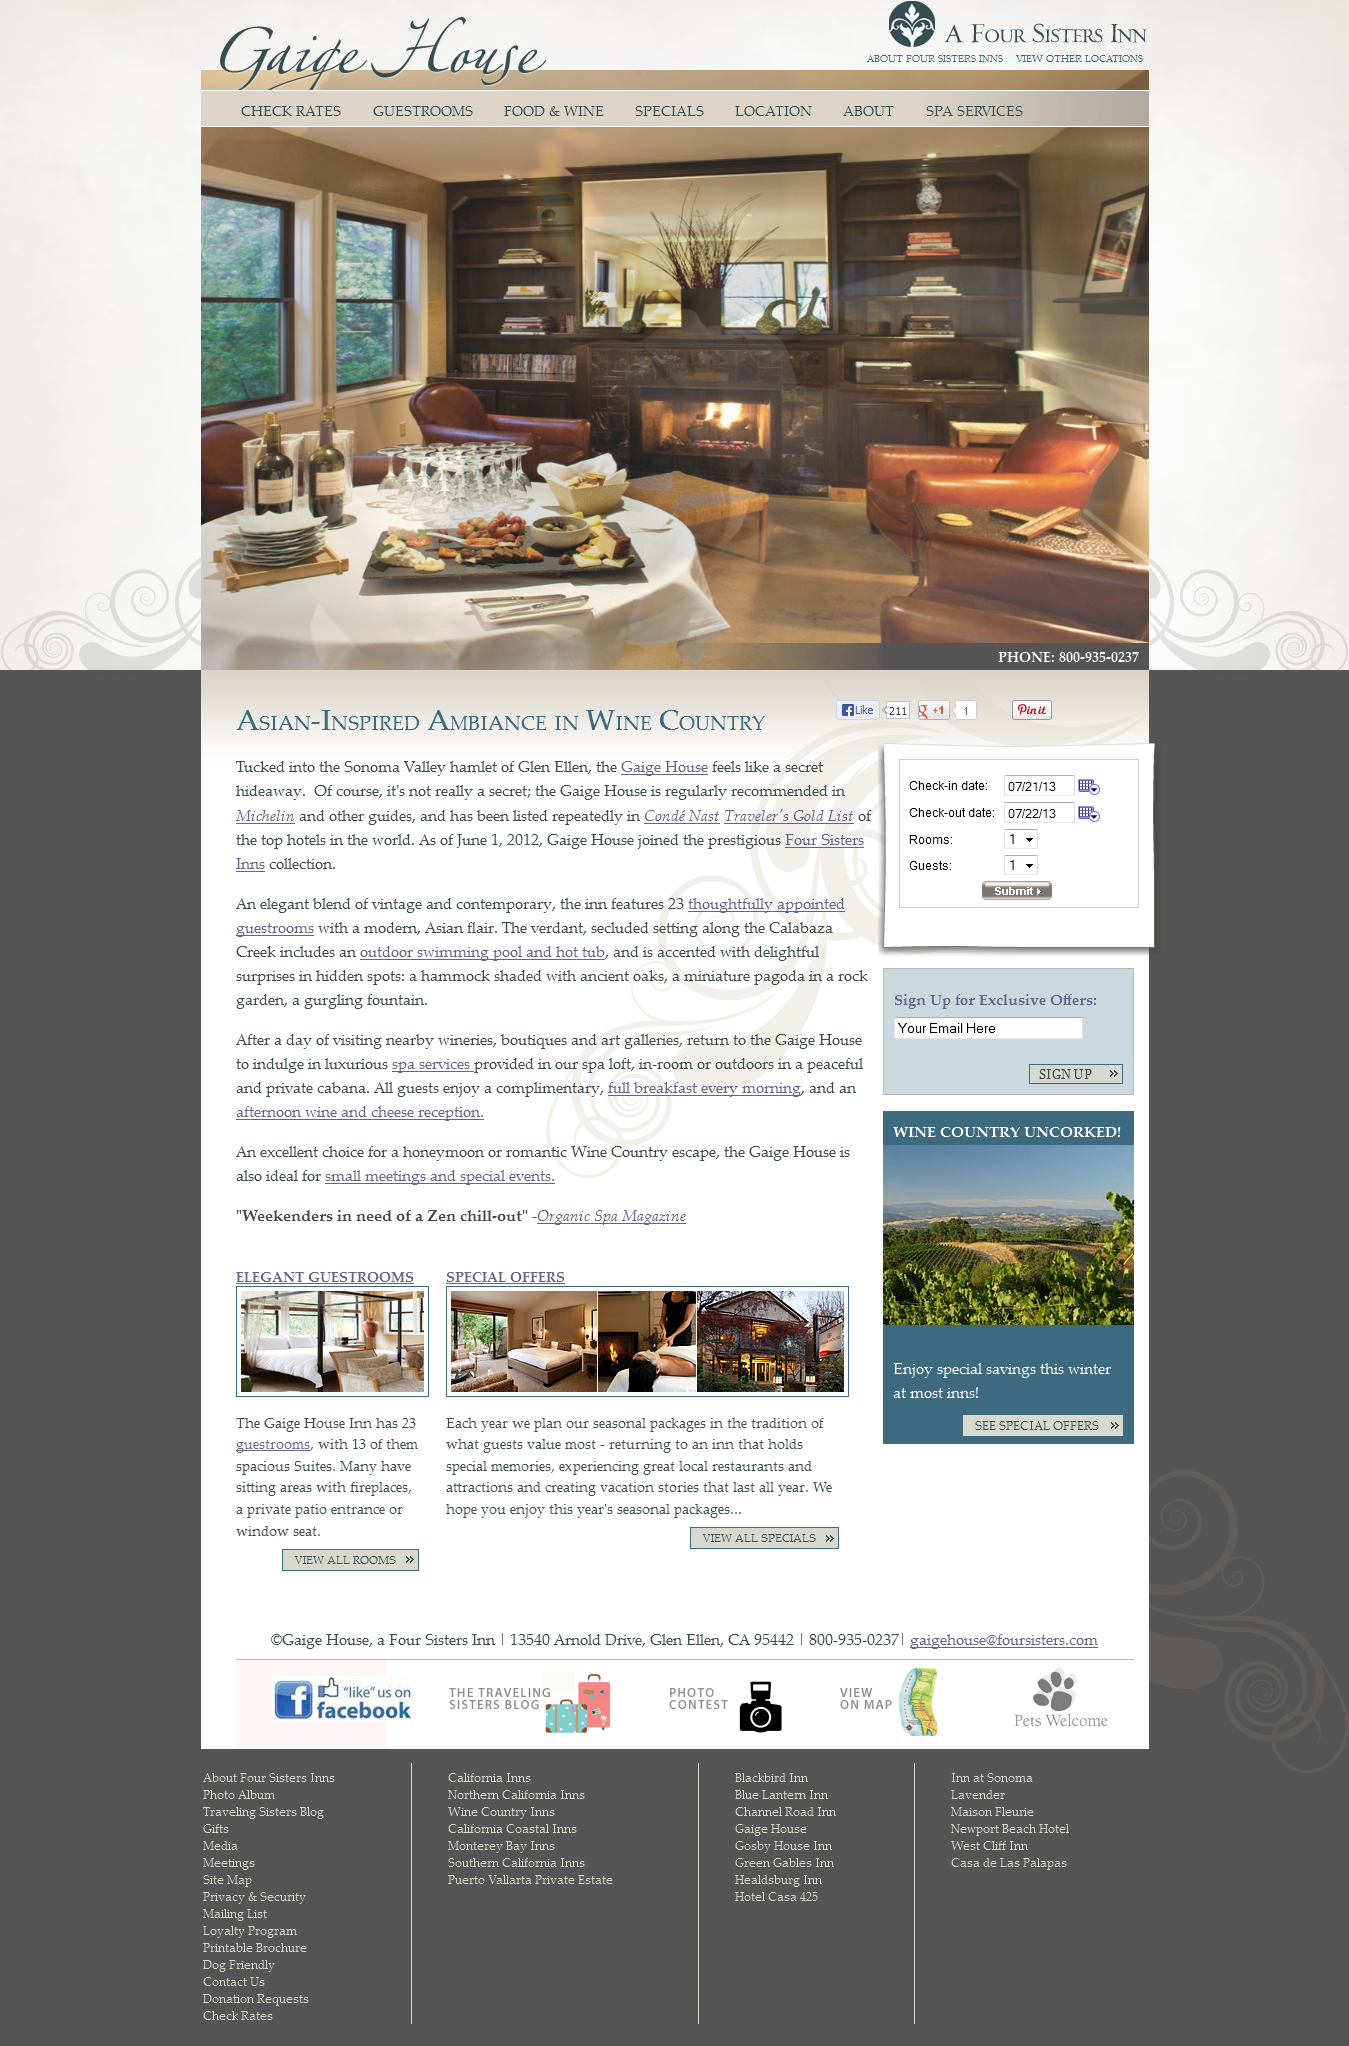 Gaige House
A Four Sisters Inn
ABOUT FOUR SISTERS INNS VIEW OTHER LOCATIONS
CHECK RATES GUESTROOMS FOOD & WINE SPECIALS LOCATION ABOUT SPA SERVICES
PHONE: 800-935-0237
Asian-Inspired Ambiance in Wine Country
Like 211 +1 1 Pin it
Tucked into the Sonoma Valley hamlet of Glen Ellen, the Gaige House feels like a secret
hideaway. Of course, it's not really a secret; the Gaige House is regularly recommended in
Michelin and other guides, and has been listed repeatedly in Condé Nast Traveler's Gold List of
the top hotels in the world. As of June 1, 2012, Gaige House joined the prestigious Four Sisters
Inns collection.
An elegant blend of vintage and contemporary, the inn features 23 thoughtfully appointed
guestrooms with a modern, Asian flair. The verdant, secluded setting along the Calabaza
Creek includes an outdoor swimming pool and hot tub, and is accented with delightful
surprises in hidden spots: a hammock shaded with ancient oaks, a miniature pagoda in a rock
garden, a gurgling fountain.
After a day of visiting nearby wineries, boutiques and art galleries, return to the Gaige House
to indulge in luxurious spa services provided in our spa loft, in-room or outdoors in a peaceful
and private cabana. All guests enjoy a complimentary, full breakfast every morning, and an
afternoon wine and cheese reception.
An excellent choice for a honeymoon or romantic Wine Country escape, the Gaige House is
also ideal for small meetings and special events.
"Weekenders in need of a Zen chill-out" -Organic Spa Magazine
Check-in date: 07/21/13
Check-out date: 07/22/13
Rooms: 1
Guests: 1
Submit
Sign Up for Exclusive Offers:
Your Email Here
SIGN UP »
WINE COUNTRY UNCORKED!
Enjoy special savings this winter
at most inns!
SEE SPECIAL OFFERS »
ELEGANT GUESTROOMS
The Gaige House Inn has 23
guestrooms, with 13 of them
spacious Suites. Many have
sitting areas with fireplaces,
a private patio entrance or
window seat.
VIEW ALL ROOMS »
SPECIAL OFFERS
Each year we plan our seasonal packages in the tradition of
what guests value most - returning to an inn that holds
special memories, experiencing great local restaurants and
attractions and creating vacation stories that last all year. We
hope you enjoy this year's seasonal packages...
VIEW ALL SPECIALS »
©Gaige House, a Four Sisters Inn | 13540 Arnold Drive, Glen Ellen, CA 95442 | 800-935-0237| gaigehouse@foursisters.com
"like" us on
facebook
THE TRAVELING
SISTERS BLOG
PHOTO
CONTEST
VIEW
ON MAP
Pets Welcome
About Four Sisters Inns
Photo Album
Traveling Sisters Blog
Gifts
Media
Meetings
Site Map
Privacy & Security
Mailing List
Loyalty Program
Printable Brochure
Dog Friendly
Contact Us
Donation Requests
Check Rates
California Inns
Northern California Inns
Wine Country Inns
California Coastal Inns
Monterey Bay Inns
Southern California Inns
Puerto Vallarta Private Estate
Blackbird Inn
Blue Lantern Inn
Channel Road Inn
Gaige House
Gosby House Inn
Green Gables Inn
Healdsburg Inn
Hotel Casa 425
Inn at Sonoma
Lavender
Maison Fleurie
Newport Beach Hotel
West Cliff Inn
Casa de Las Palapas